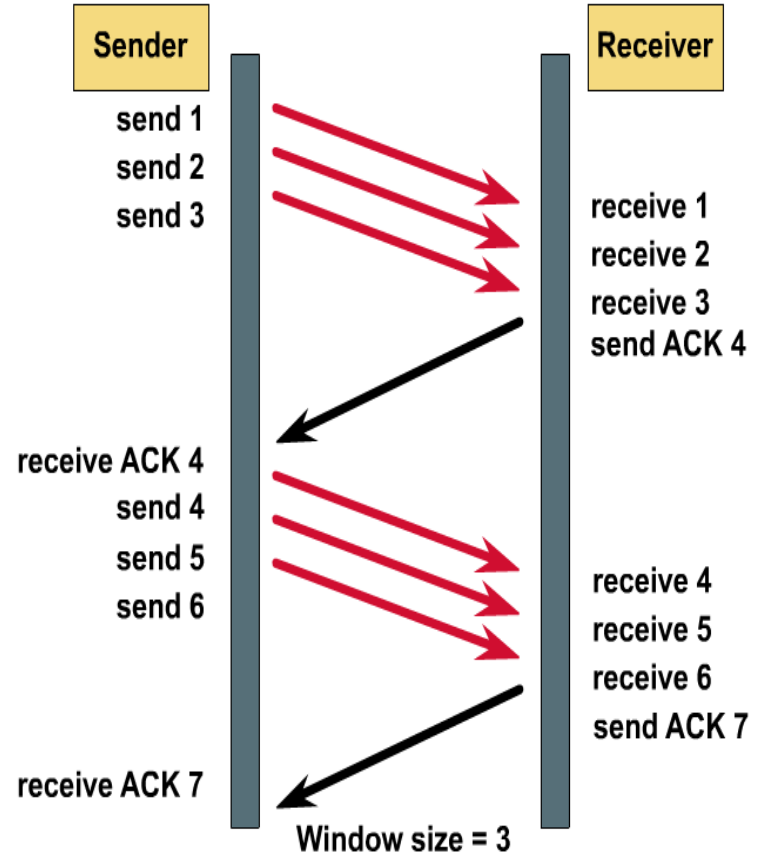 Sender
Receiver
send 1
send 2
send 3
receive 1
receive 2
receive 3
send ACK 4
receive ACK 4
send 4
send 5
send 6
receive 4
receive 5
receive 6
send ACK 7
receive ACK 7
Window size = 3